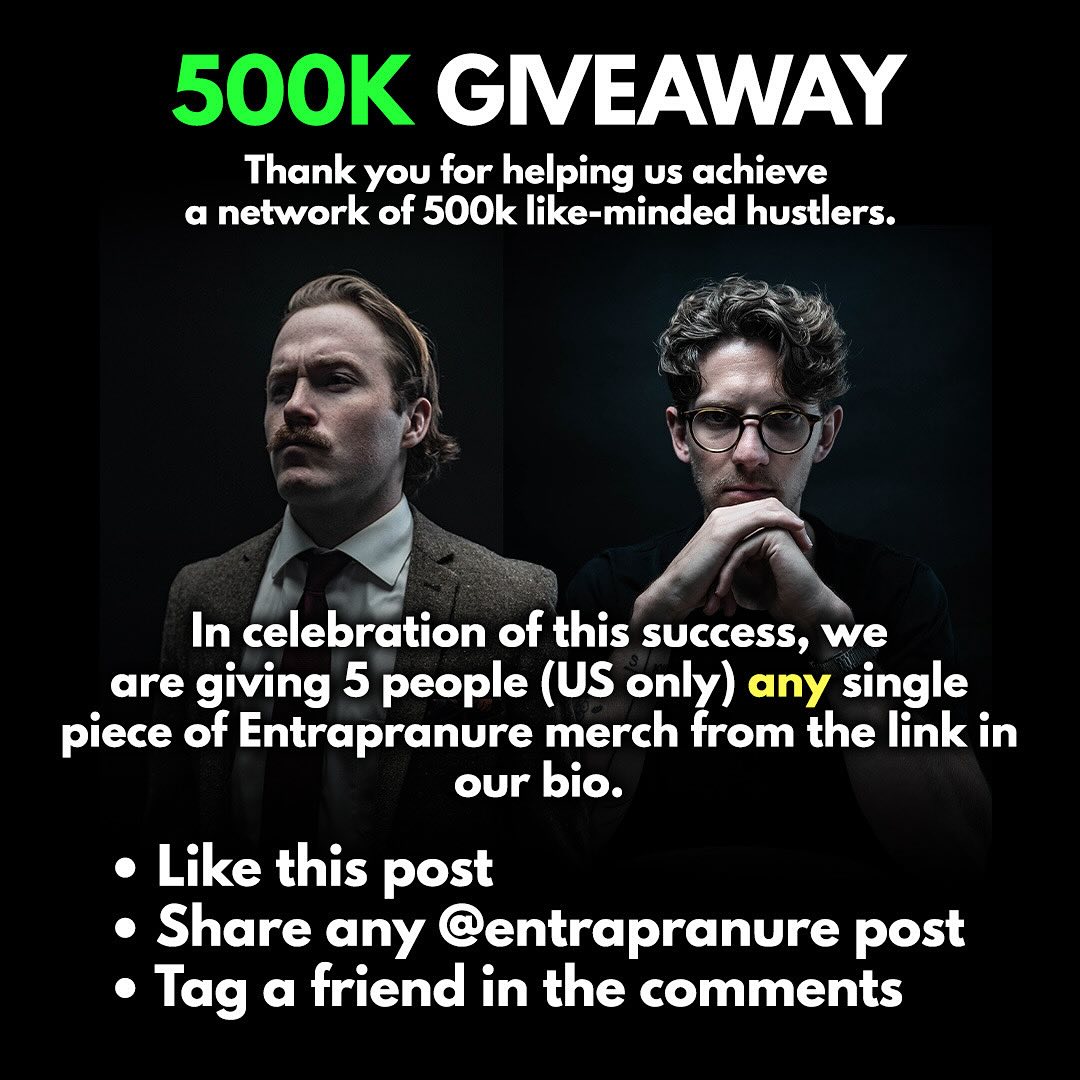 500K GIVEAWAY
Thank you for helping us achieve
a network of 500k like-minded hustlers.
In celebration of this success, we
are giving 5 people (US only) any single
piece of Entrapranure merch from the link in
our bio.
• Like this post
• Share any @entrapranure post
• Tag a friend in the comments